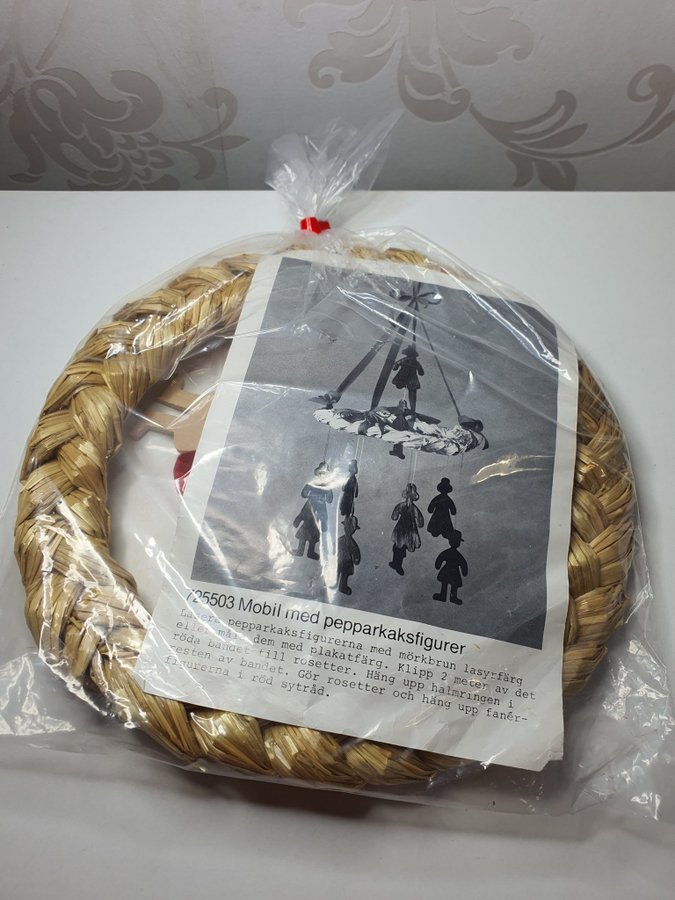 725503 Mobil med pepparkaksfigurer
Lasera pepparkaksfigurerna med mörkbrun lasyrfärg
eller måla dem med plakatfärg. Klipp 2 meter av det
röda bandet till rosetter. Häng upp halmringen i
resten av bandet. Gör rosetter och häng upp fanér-
figurerna i röd sytråd.